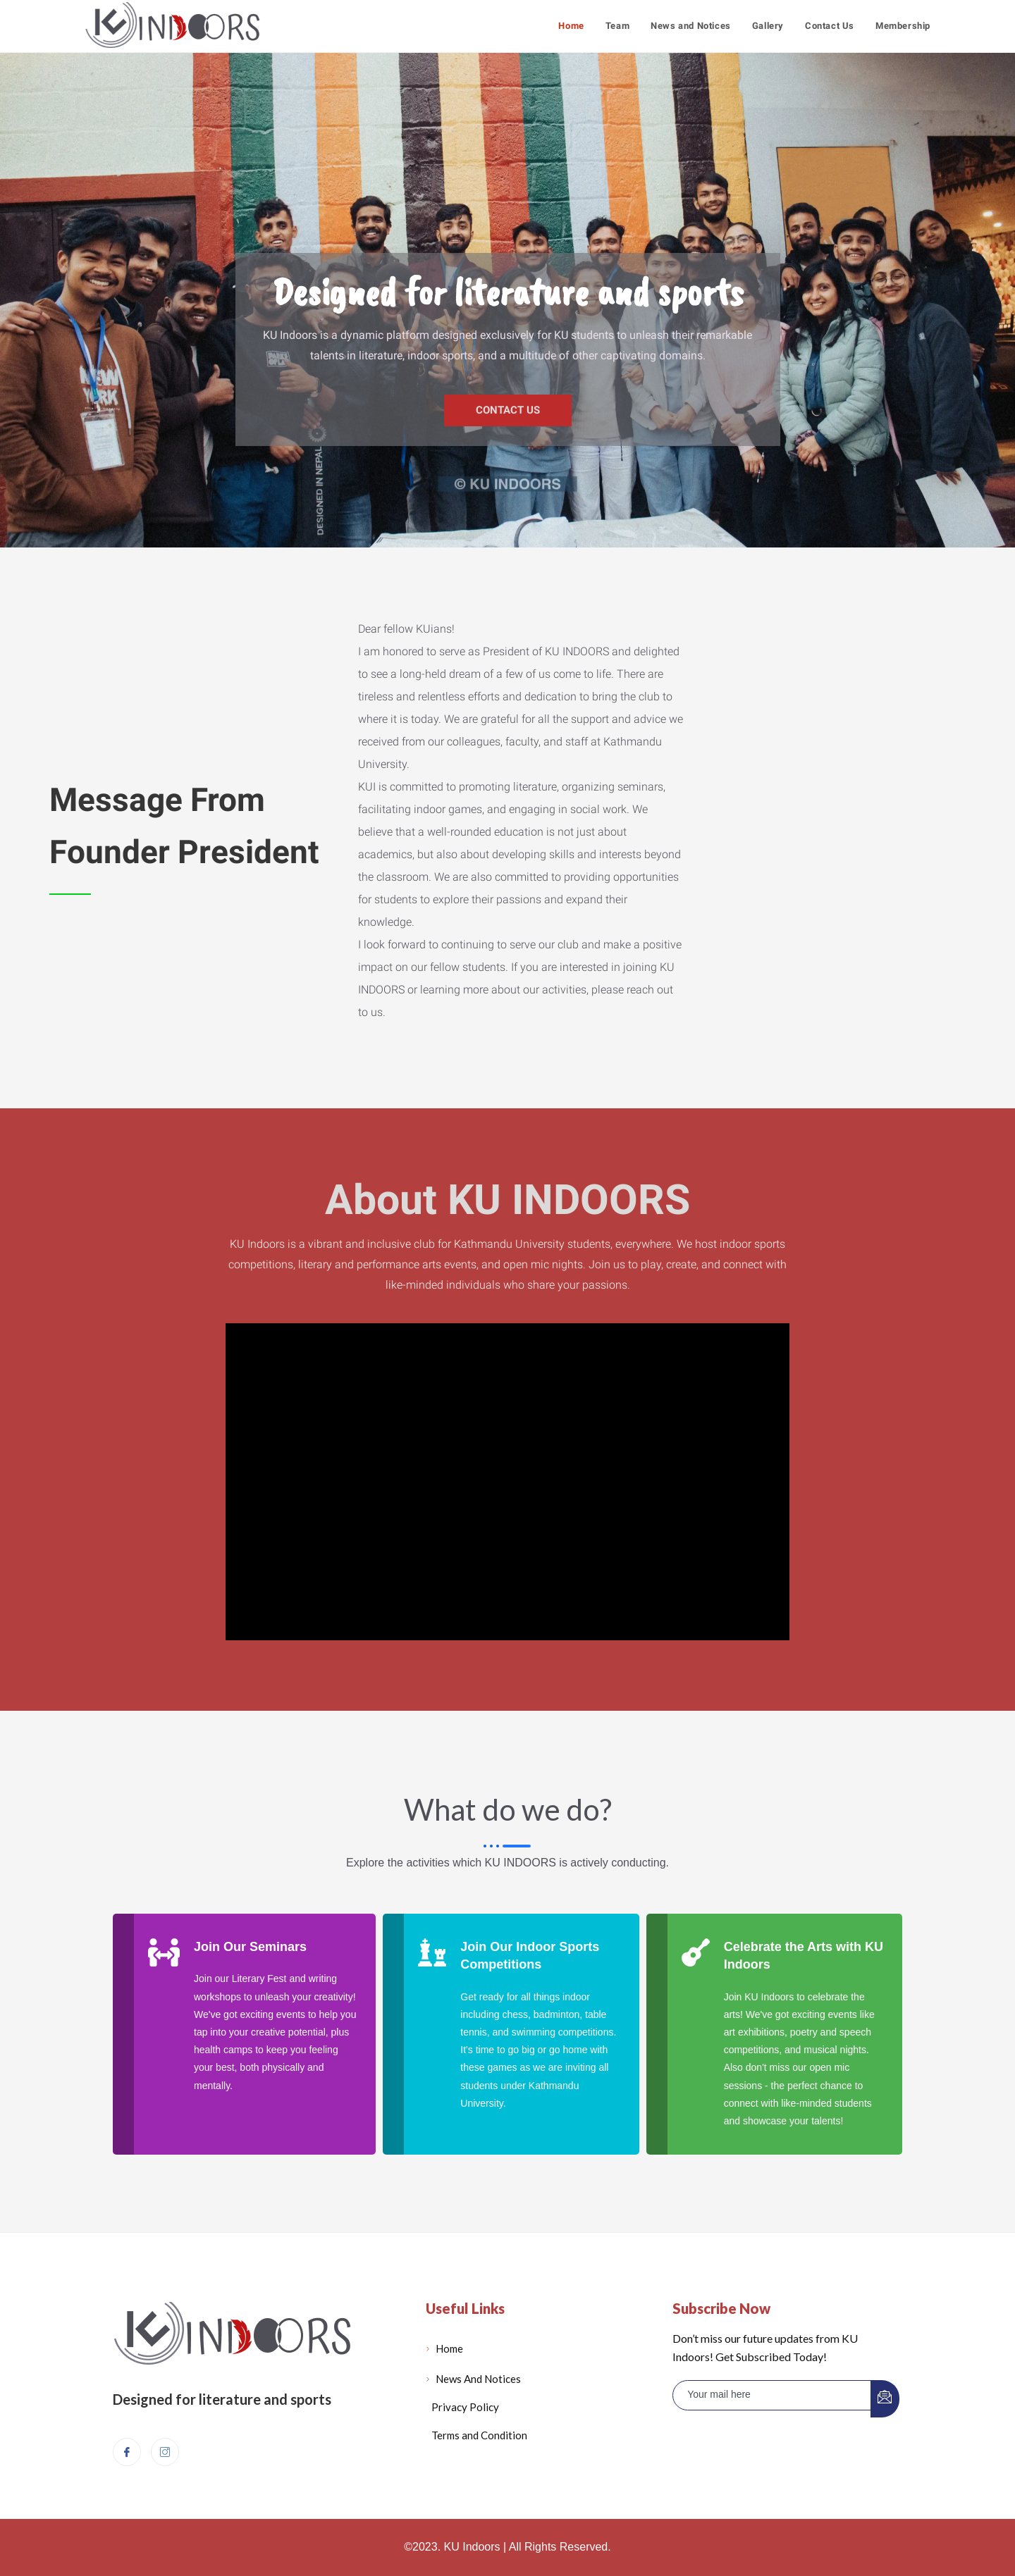 KU INDOORS
Home Team News and Notices Gallery Contact Us Membership
Designed for literature and sports
KU Indoors is a dynamic platform designed exclusively for KU students to unleash their remarkable
talents in literature, indoor sports, and a multitude of other captivating domains.
NEW
YORK
CONTACT US
DESIGNED IN NEPAL
© KU INDOORS
Dear fellow KUians!
I am honored to serve as President of KU INDOORS and delighted
to see a long-held dream of a few of us come to life. There are
tireless and relentless efforts and dedication to bring the club to
where it is today. We are grateful for all the support and advice we
received from our colleagues, faculty, and staff at Kathmandu
University.
KUI is committed to promoting literature, organizing seminars,
facilitating indoor games, and engaging in social work. We
believe that a well-rounded education is not just about
academics, but also about developing skills and interests beyond
the classroom. We are also committed to providing opportunities
for students to explore their passions and expand their
knowledge.
I look forward to continuing to serve our club and make a positive
impact on our fellow students. If you are interested in joining KU
INDOORS or learning more about our activities, please reach out
to us.
Message From
Founder President
About KU INDOORS
KU Indoors is a vibrant and inclusive club for Kathmandu University students, everywhere. We host indoor sports
competitions, literary and performance arts events, and open mic nights. Join us to play, create, and connect with
like-minded individuals who share your passions.
What do we do?
Explore the activities which KU INDOORS is actively conducting.
Join Our Seminars
Join our Literary Fest and writing
workshops to unleash your creativity!
We've got exciting events to help you
tap into your creative potential, plus
health camps to keep you feeling
your best, both physically and
mentally.
Join Our Indoor Sports
Competitions
Get ready for all things indoor
including chess, badminton, table
tennis, and swimming competitions.
It's time to go big or go home with
these games as we are inviting all
students under Kathmandu
University.
Celebrate the Arts with KU
Indoors
Join KU Indoors to celebrate the
arts! We've got exciting events like
art exhibitions, poetry and speech
competitions, and musical nights.
Also don't miss our open mic
sessions - the perfect chance to
connect with like-minded students
and showcase your talents!
KU INDOORS
Designed for literature and sports
Useful Links
Home
News And Notices
Privacy Policy
Terms and Condition
Subscribe Now
Don't miss our future updates from KU
Indoors! Get Subscribed Today!
Your mail here
©2023. KU Indoors | All Rights Reserved.